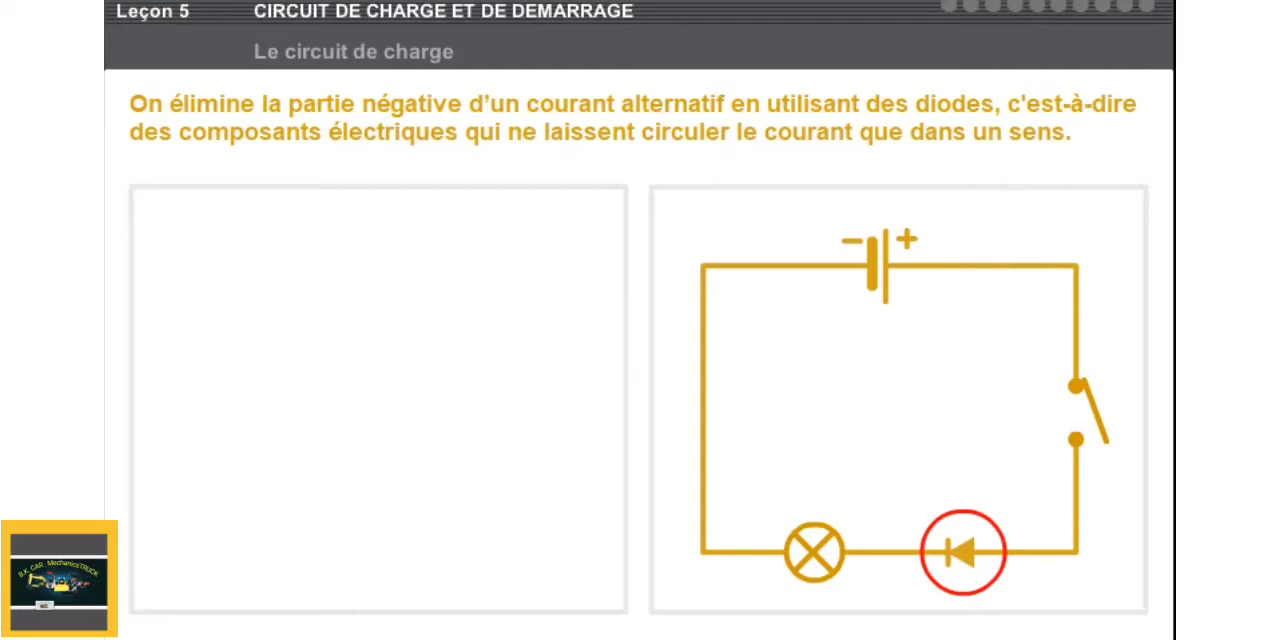 Leçon 5
CIRCUIT DE CHARGE ET DE DEMARRAGE
Le circuit de charge
On élimine la partie négative d’un courant alternatif en utilisant des diodes, c'est-à-dire
des composants électriques qui ne laissent circuler le courant que dans un sens.
− +
B.K CAR. MechanicsTRUCK